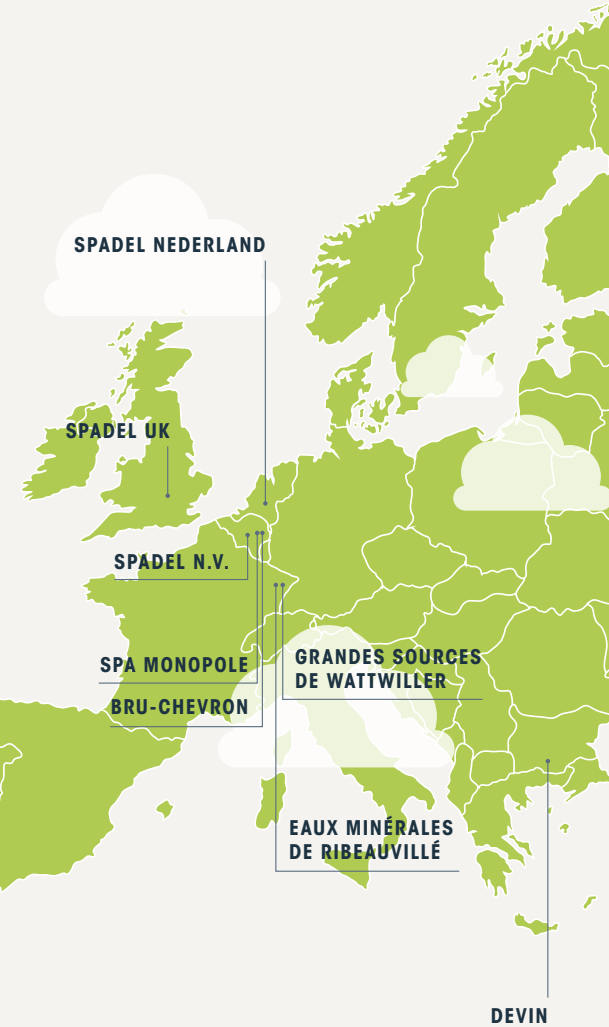 SPADEL NEDERLAND
SPADEL UK
SPADEL N.V.
SPA MONOPOLE
BRU-CHEVRON
GRANDES SOURCES
DE WATTWILLER
EAUX MINÉRALES
DE RIBEAUVILLÉ
DEVIN